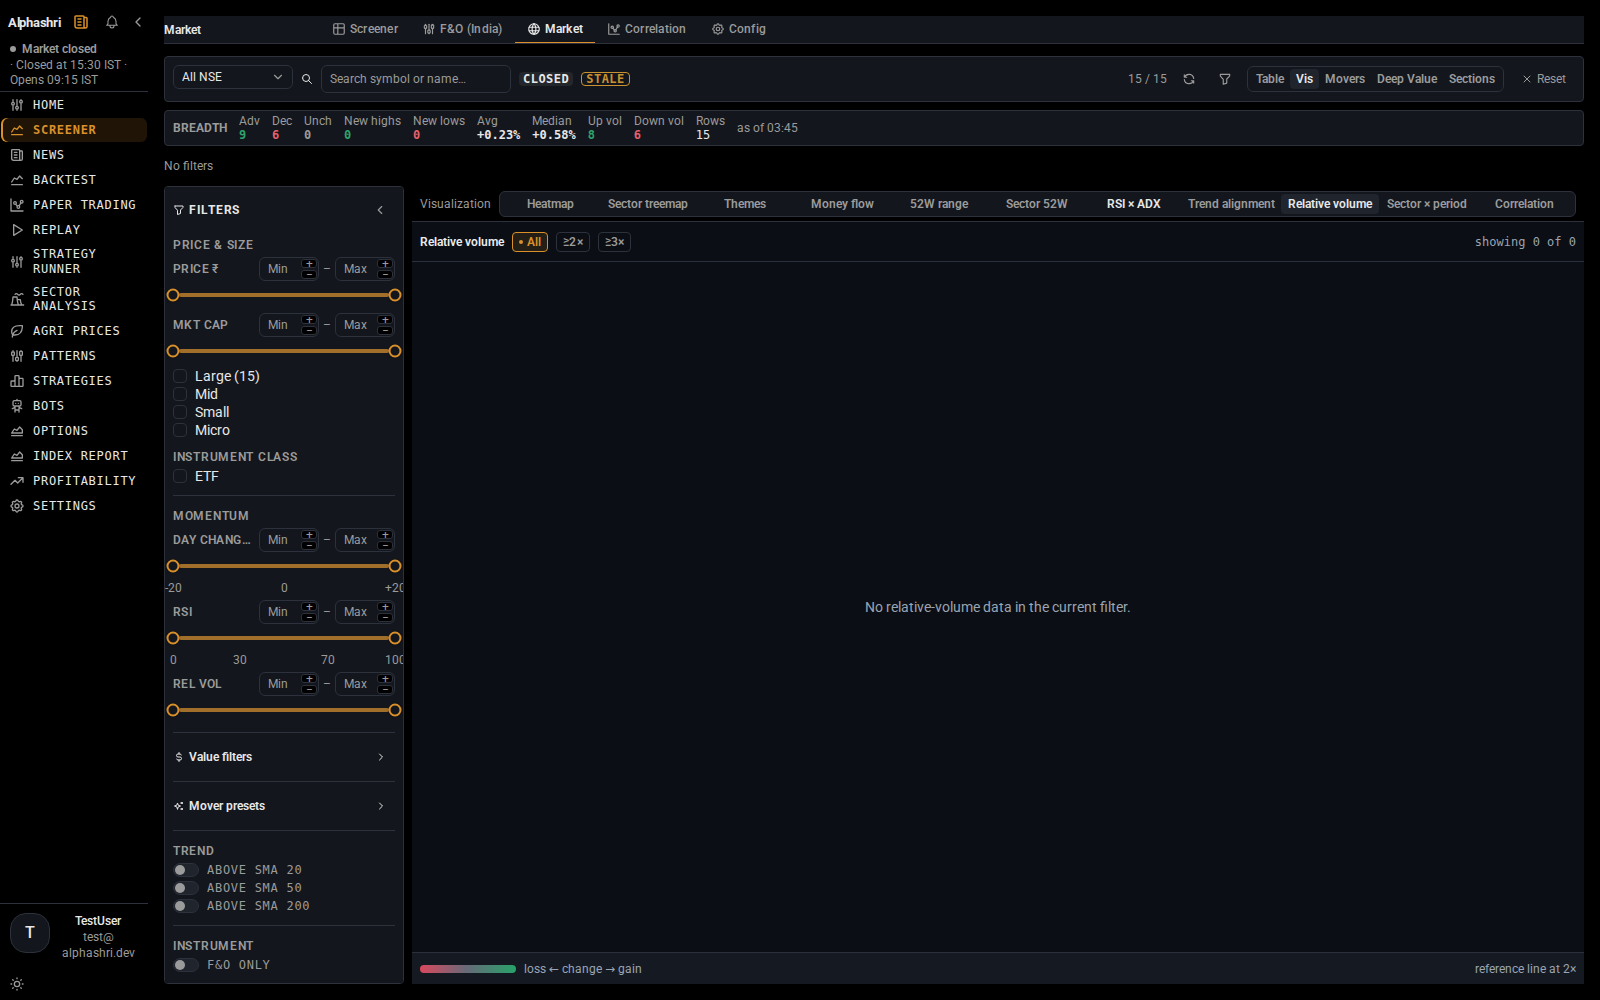 Alphashri
Market closed
· Closed at 15:30 IST ·
Opens 09:15 IST
HOME
SCREENER
NEWS
BACKTEST
PAPER TRADING
REPLAY
STRATEGY
RUNNER
SECTOR
ANALYSIS
AGRI PRICES
PATTERNS
STRATEGIES
BOTS
OPTIONS
INDEX REPORT
PROFITABILITY
SETTINGS
T
TestUser
test@
alphashri.dev
Market
Screener
F&O (India)
Market
Correlation
Config
All NSE
Search symbol or name…
CLOSED
STALE
15 / 15
Table
Vis
Movers
Deep Value
Sections
Reset
BREADTH
Adv Dec Unch New highs New lows Avg Median Up vol Down vol Rows
9 6 0 0 0 +0.23% +0.58% 8 6 15
as of 03:45
No filters
FILTERS
PRICE & SIZE
PRICE ₹ Min + − – Max + −
MKT CAP Min + − – Max + −
Large (15)
Mid
Small
Micro
INSTRUMENT CLASS
ETF
MOMENTUM
DAY CHANG… Min + − – Max + −
-20 0 +20
RSI Min + − – Max + −
0 30 70 100
REL VOL Min + − – Max + −
$ Value filters
Mover presets
TREND
ABOVE SMA 20
ABOVE SMA 50
ABOVE SMA 200
INSTRUMENT
F&O ONLY
Visualization
Heatmap
Sector treemap
Themes
Money flow
52W range
Sector 52W
RSI × ADX
Trend alignment
Relative volume
Sector × period
Correlation
Relative volume
• All
≥2×
≥3×
showing 0 of 0
No relative-volume data in the current filter.
loss ← change → gain
reference line at 2×